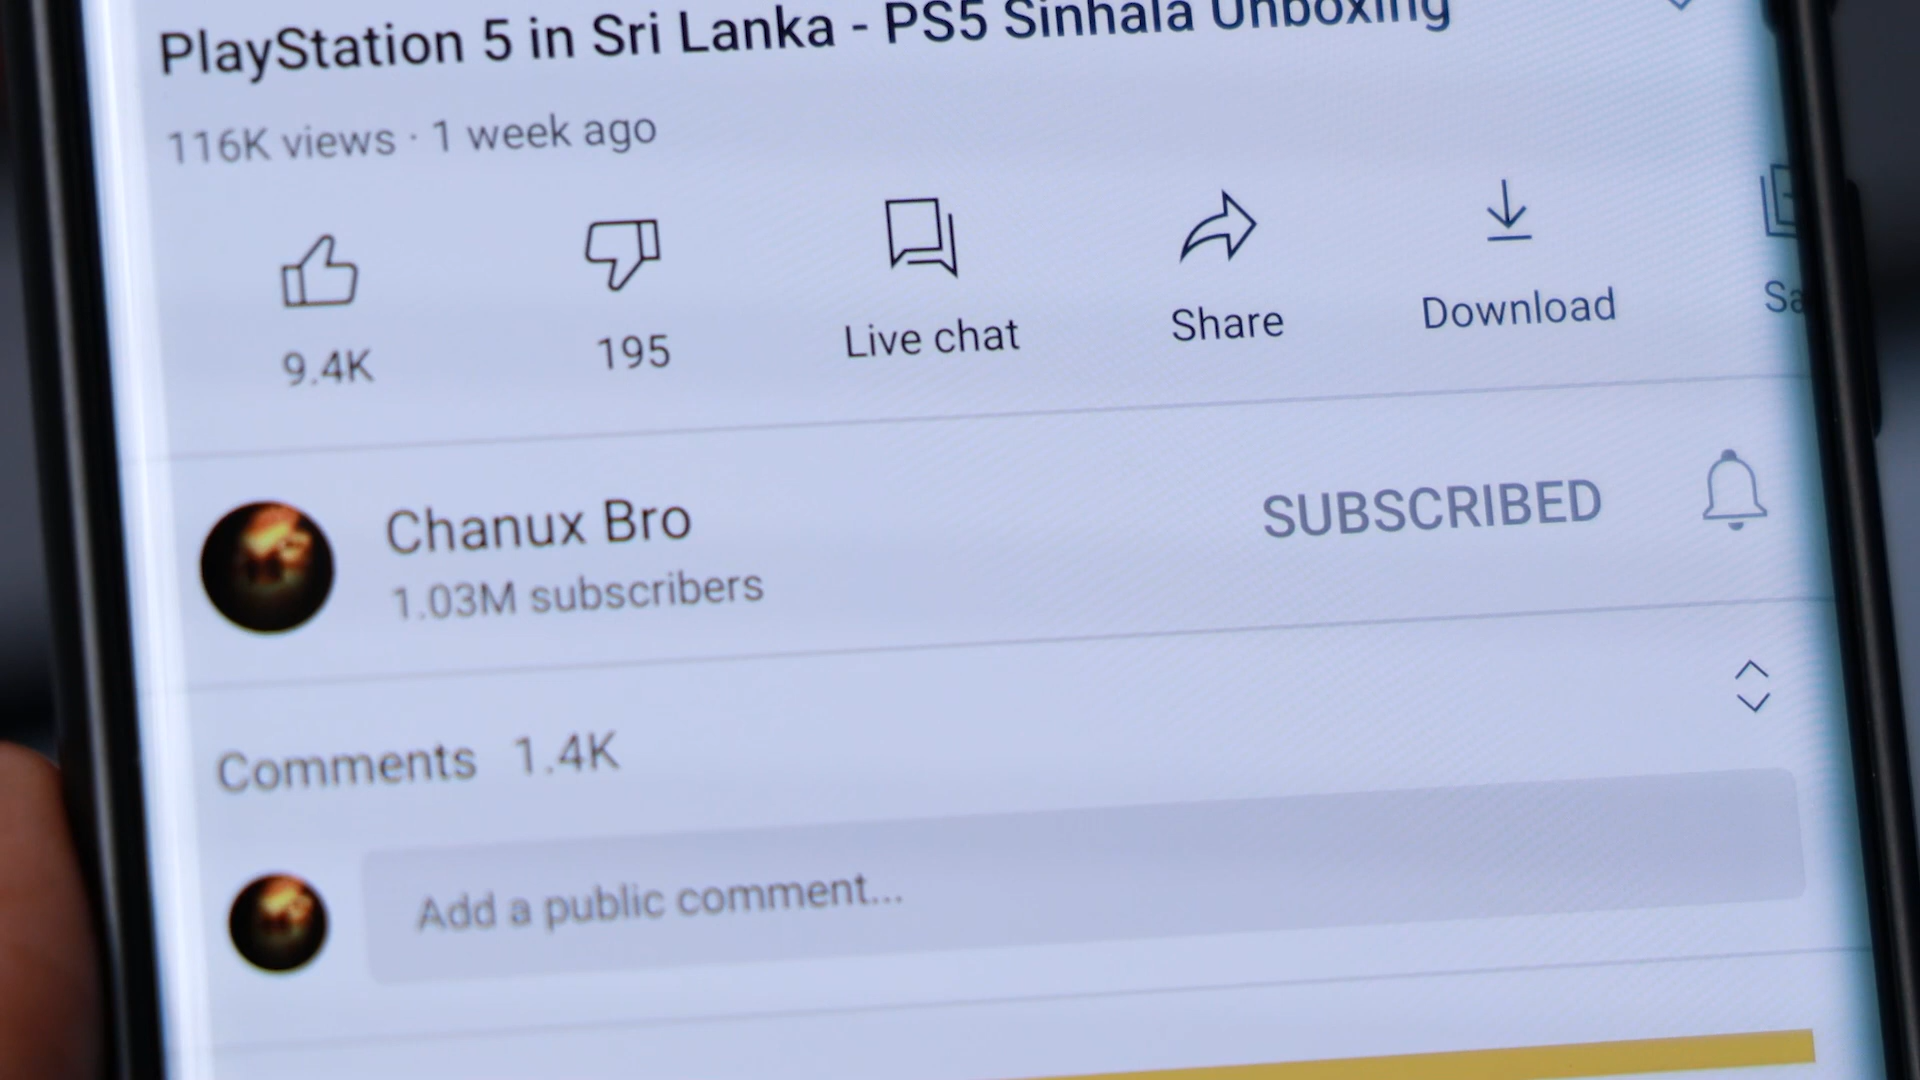 PlayStation 5 in Sri Lanka - PS5 Sinhala Unboxing
116K views · 1 week ago
9.4K 195 Live chat Share Download Sa
Chanux Bro SUBSCRIBED
1.03M subscribers
Comments 1.4K
Add a public comment...